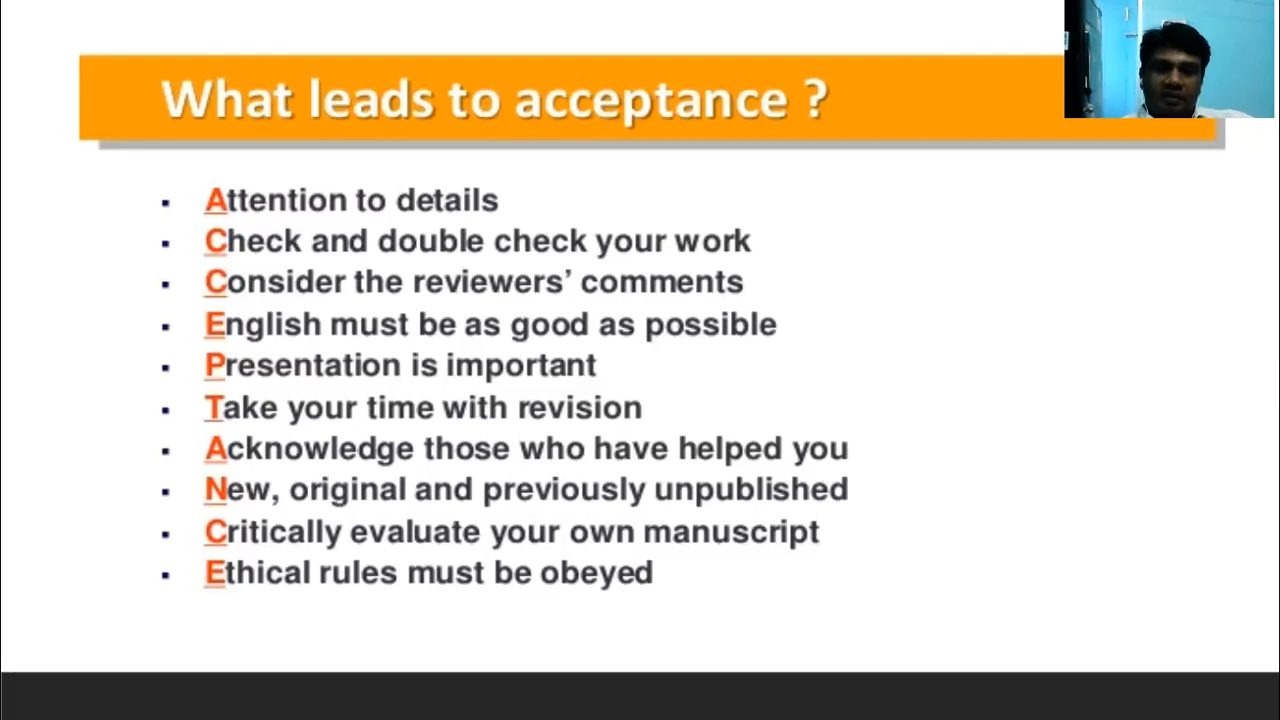 What leads to acceptance ?
Attention to details
Check and double check your work
Consider the reviewers’ comments
English must be as good as possible
Presentation is important
Take your time with revision
Acknowledge those who have helped you
New, original and previously unpublished
Critically evaluate your own manuscript
Ethical rules must be obeyed